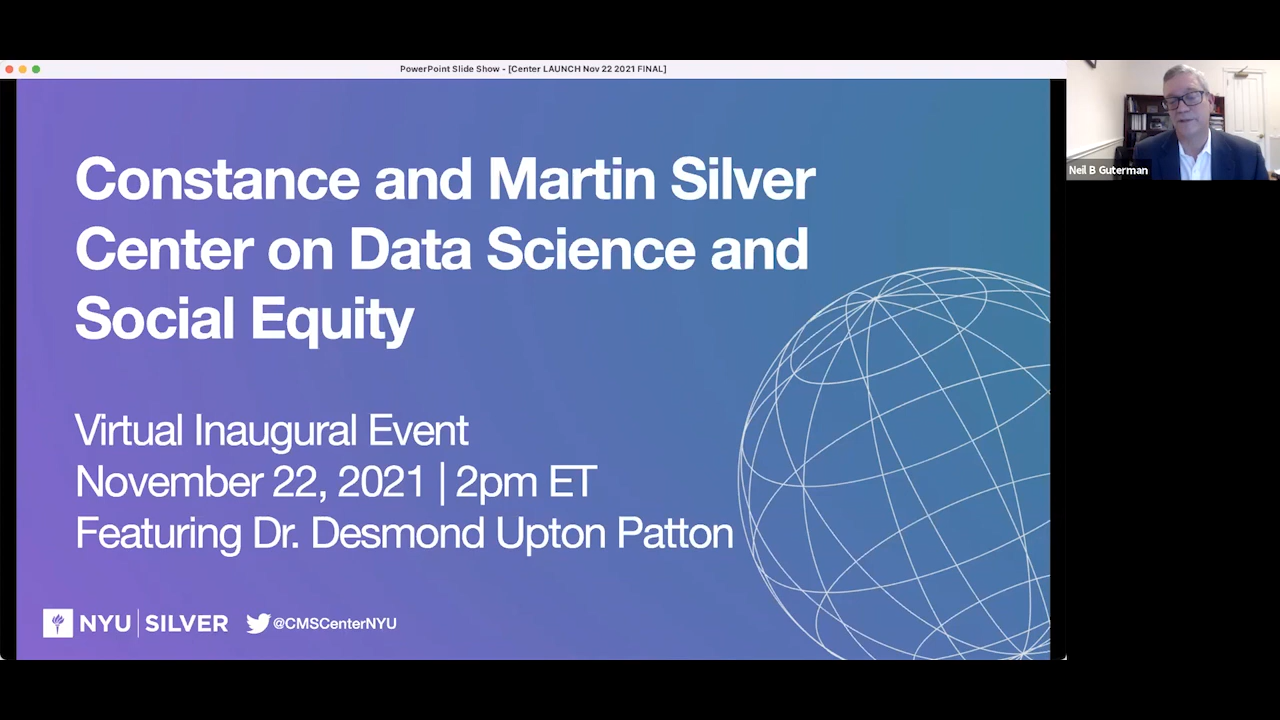 PowerPoint Slide Show - [Center LAUNCH Nov 22 2021 FINAL]
Constance and Martin Silver
Center on Data Science and
Social Equity
Virtual Inaugural Event
November 22, 2021 | 2pm ET
Featuring Dr. Desmond Upton Patton
NYU | SILVER @CMSCenterNYU
Neil B Guterman